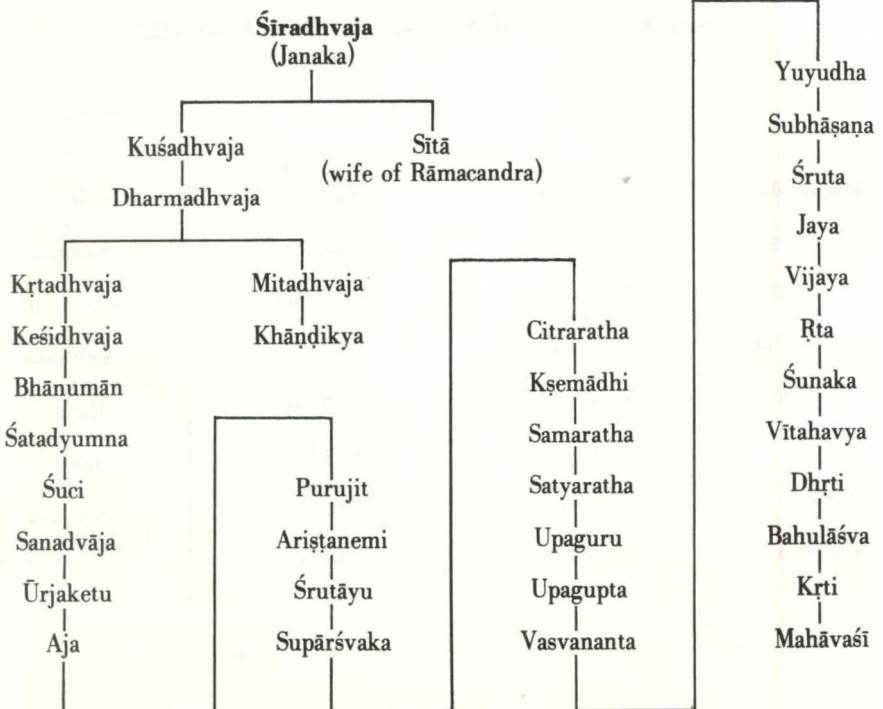 Śīradhvaja
(Janaka)
Kuśadhvaja
Sītā
(wife of Rāmacandra)
Dharmadhvaja
Kṛtadhvaja
Mitadhvaja
Keśidhvaja
Khāṇḍikya
Bhānumān
Śatadyumna
Śuci
Sanadvāja
Ūrjaketu
Aja
Purujit
Ariṣṭanemi
Śrutāyu
Supārśvaka
Citraratha
Kṣemādhi
Samaratha
Satyaratha
Upaguru
Upagupta
Vasvananta
Yuyudha
Subhāṣaṇa
Śruta
Jaya
Vijaya
Ṛta
Śunaka
Vītahavya
Dhṛti
Bahulāśva
Kṛti
Mahāvaśī